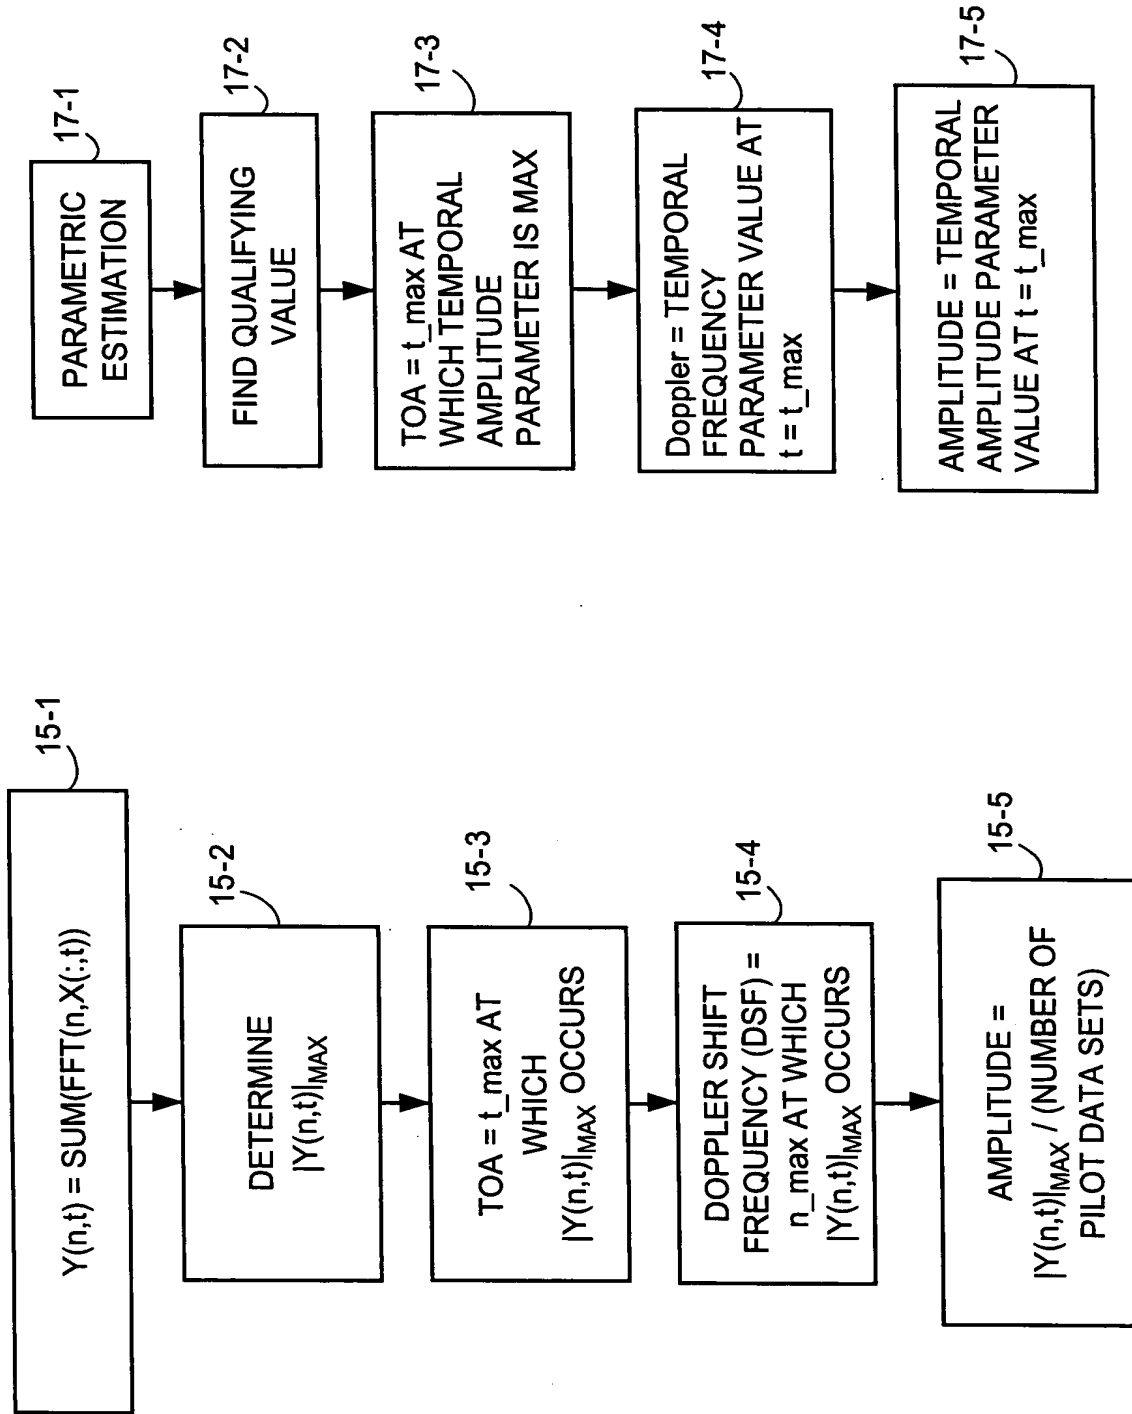 15-1
Y(n,t) = SUM(FFT(n,X(:,t))
15-2
DETERMINE
|Y(n,t)|MAX
15-3
TOA = t_max AT
WHICH
|Y(n,t)|MAX OCCURS
15-4
DOPPLER SHIFT
FREQUENCY (DSF) =
n_max AT WHICH
|Y(n,t)|MAX OCCURS
15-5
AMPLITUDE =
|Y(n,t)|MAX / (NUMBER OF
PILOT DATA SETS)
17-1
PARAMETRIC
ESTIMATION
17-2
FIND QUALIFYING
VALUE
17-3
TOA = t_max AT
WHICH TEMPORAL
AMPLITUDE
PARAMETER IS MAX
17-4
Doppler = TEMPORAL
FREQUENCY
PARAMETER VALUE AT
t = t_max
17-5
AMPLITUDE = TEMPORAL
AMPLITUDE PARAMETER
VALUE AT t = t_max